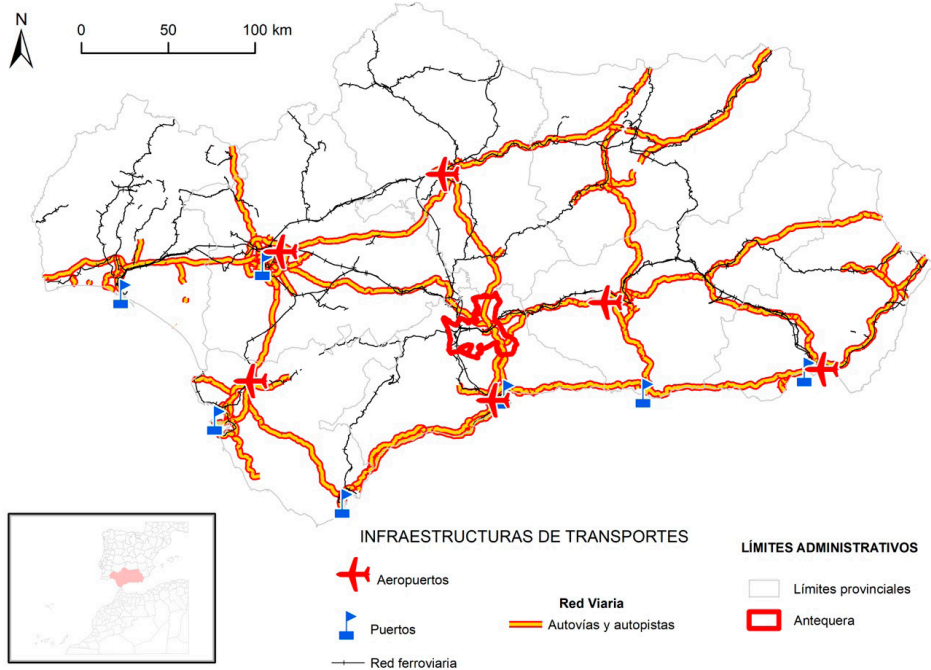 N
0 50 100 km
INFRAESTRUCTURAS DE TRANSPORTES
Aeropuertos
Puertos
Red ferroviaria
Red Viaria
Autovías y autopistas
LÍMITES ADMINISTRATIVOS
Límites provinciales
Antequera